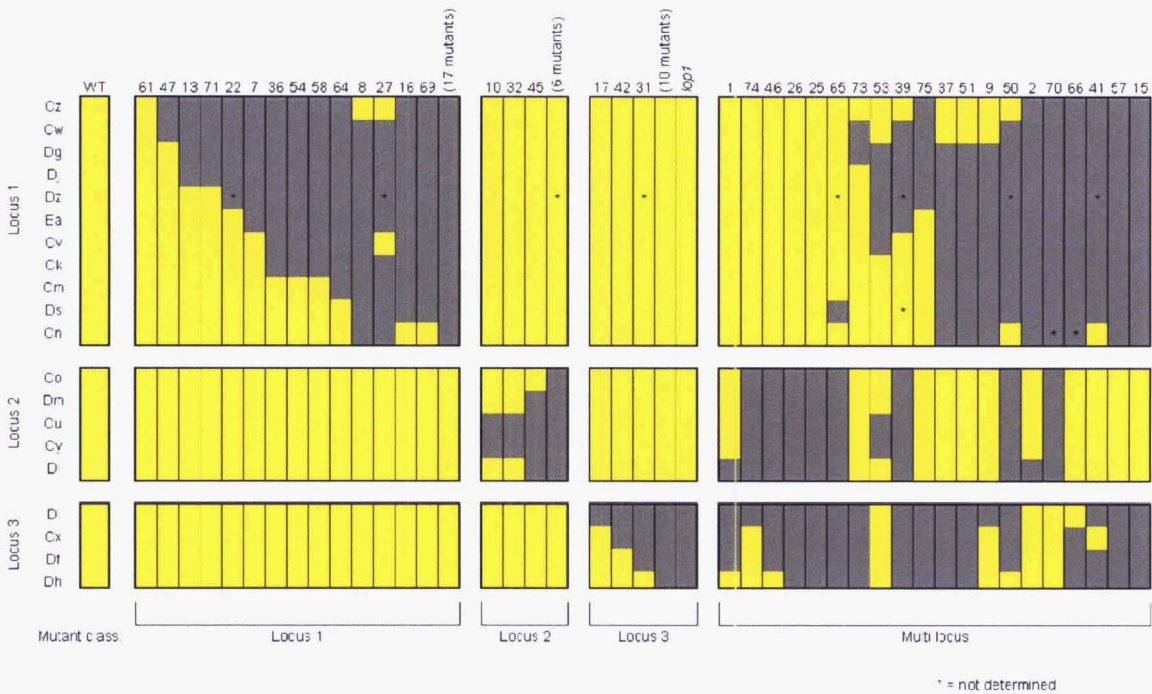 WT 61 47 13 71 22 7 36 54 58 64 8 27 16 69 (17 mutants) 10 32 45 (6 mutants) 17 42 31 (10 mutants) lop1 1 74 46 26 25 65 73 53 39 75 37 51 9 50 2 70 66 41 57 15
Locus 1
Cz
Cw
Dg
D
Dz * * * * * * * *
Ea
Cv
Ck
Cm
Ds *
Cn * *
Locus 2
Co
Dm
Cu
Cy
D
Locus 3
D
Cx
Df
Dh
Mutant c ass. Locus 1 Locus 2 Locus 3 Multi locus
* = not determined